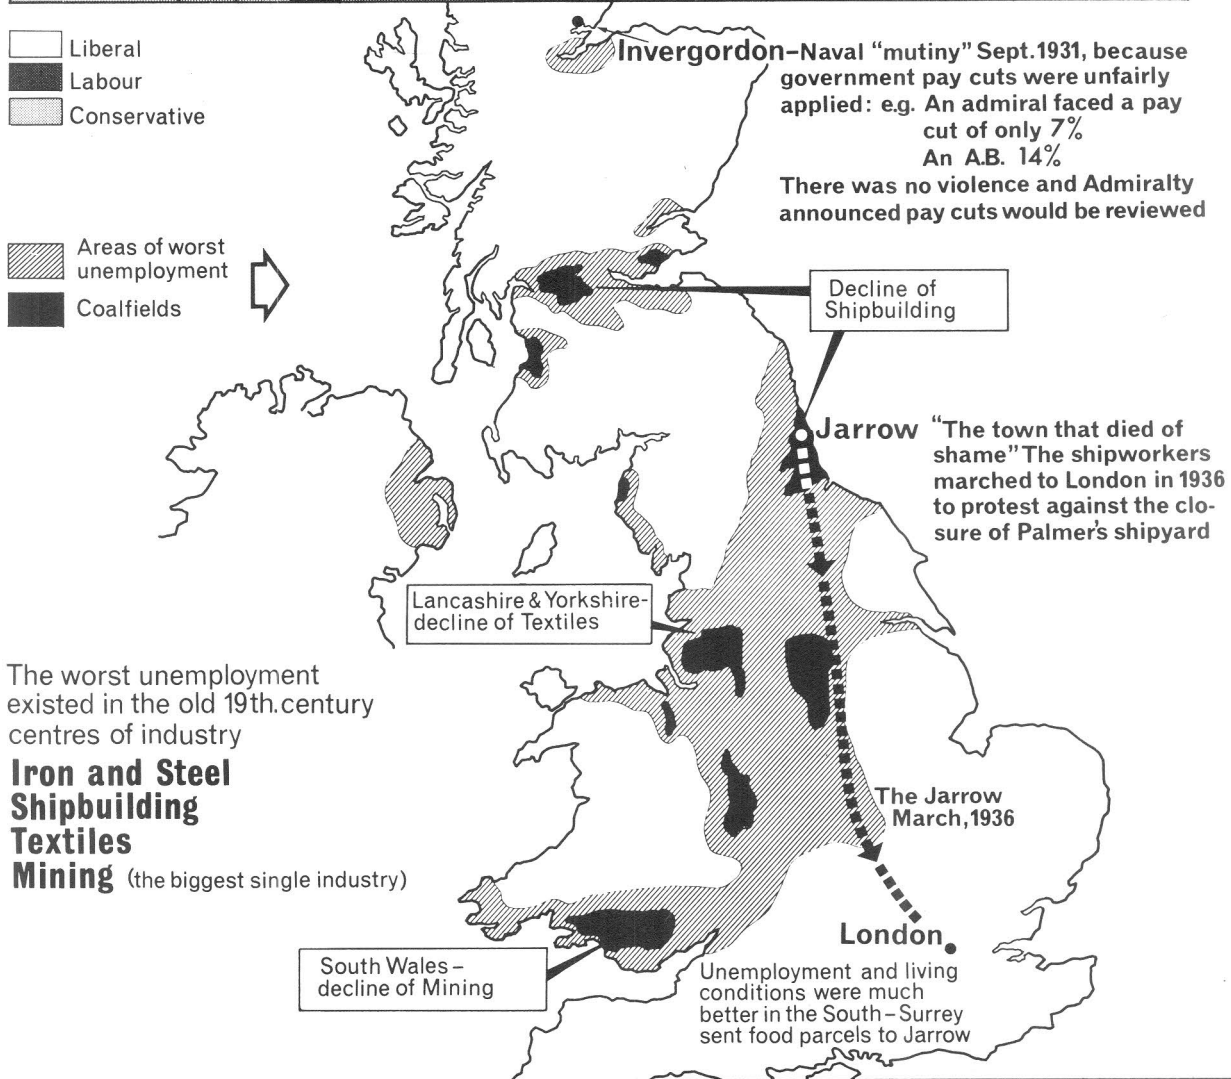 Liberal
Labour
Conservative
Invergordon–Naval “mutiny” Sept.1931, because
government pay cuts were unfairly
applied: e.g. An admiral faced a pay
cut of only 7%
An A.B. 14%
There was no violence and Admiralty
announced pay cuts would be reviewed
Areas of worst
unemployment
Coalfields
Decline of
Shipbuilding
Jarrow “The town that died of
shame” The shipworkers
marched to London in 1936
to protest against the clo-
sure of Palmer's shipyard
Lancashire & Yorkshire-
decline of Textiles
The worst unemployment
existed in the old 19th.century
centres of industry
Iron and Steel
Shipbuilding
Textiles
Mining (the biggest single industry)
The Jarrow
March,1936
London
South Wales –
decline of Mining
Unemployment and living
conditions were much
better in the South – Surrey
sent food parcels to Jarrow